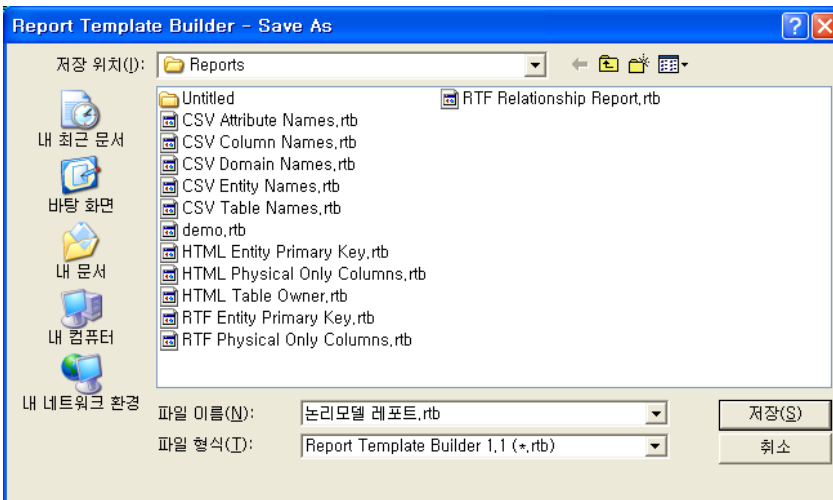 Report Template Builder - Save As
저장 위치(I):
Reports
내 최근 문서
바탕 화면
내 문서
내 컴퓨터
내 네트워크 환경
Untitled
CSV Attribute Names.rtb
CSV Column Names.rtb
CSV Domain Names.rtb
CSV Entity Names.rtb
CSV Table Names.rtb
demo.rtb
HTML Entity Primary Key.rtb
HTML Physical Only Columns.rtb
HTML Table Owner.rtb
RTF Entity Primary Key.rtb
RTF Physical Only Columns.rtb
RTF Relationship Report.rtb
파일 이름(N):
논리모델 레포트.rtb
저장(S)
파일 형식(T):
Report Template Builder 1.1 (*.rtb)
취소